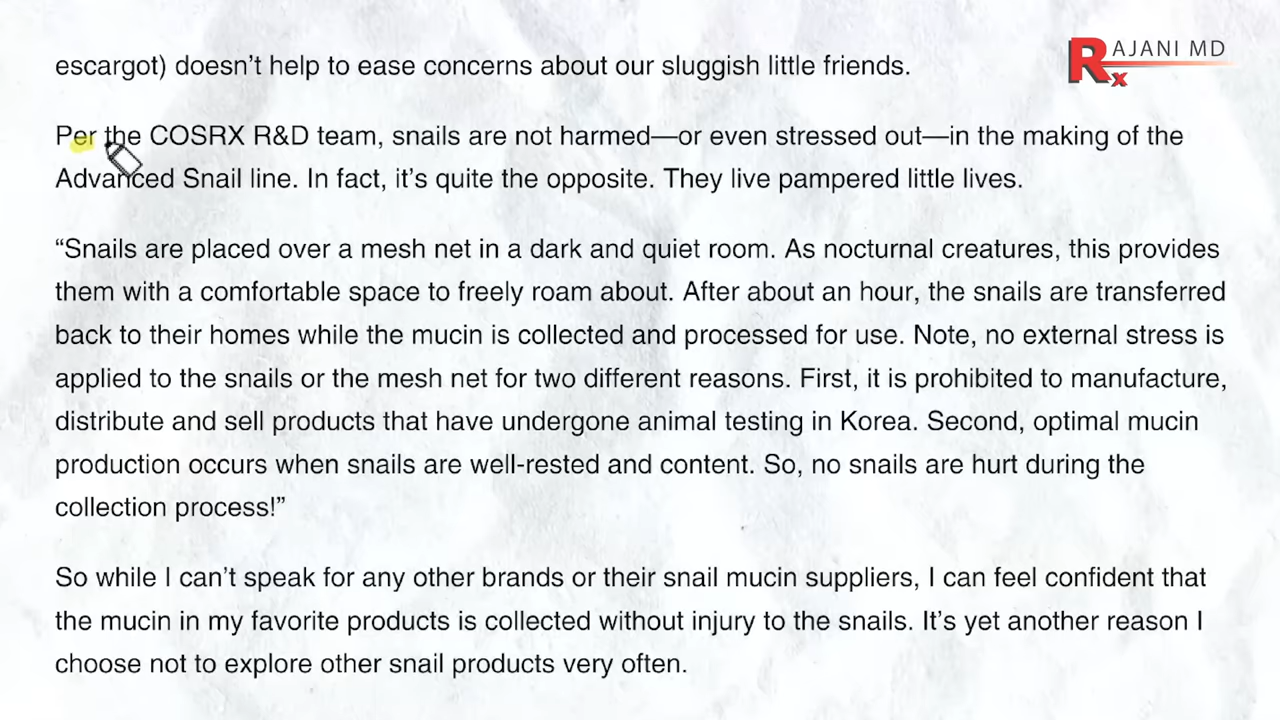 RX AJANI MD
escargot) doesn’t help to ease concerns about our sluggish little friends.
Per the COSRX R&D team, snails are not harmed—or even stressed out—in the making of the
Advanced Snail line. In fact, it’s quite the opposite. They live pampered little lives.
“Snails are placed over a mesh net in a dark and quiet room. As nocturnal creatures, this provides
them with a comfortable space to freely roam about. After about an hour, the snails are transferred
back to their homes while the mucin is collected and processed for use. Note, no external stress is
applied to the snails or the mesh net for two different reasons. First, it is prohibited to manufacture,
distribute and sell products that have undergone animal testing in Korea. Second, optimal mucin
production occurs when snails are well-rested and content. So, no snails are hurt during the
collection process!”
So while I can’t speak for any other brands or their snail mucin suppliers, I can feel confident that
the mucin in my favorite products is collected without injury to the snails. It’s yet another reason I
choose not to explore other snail products very often.